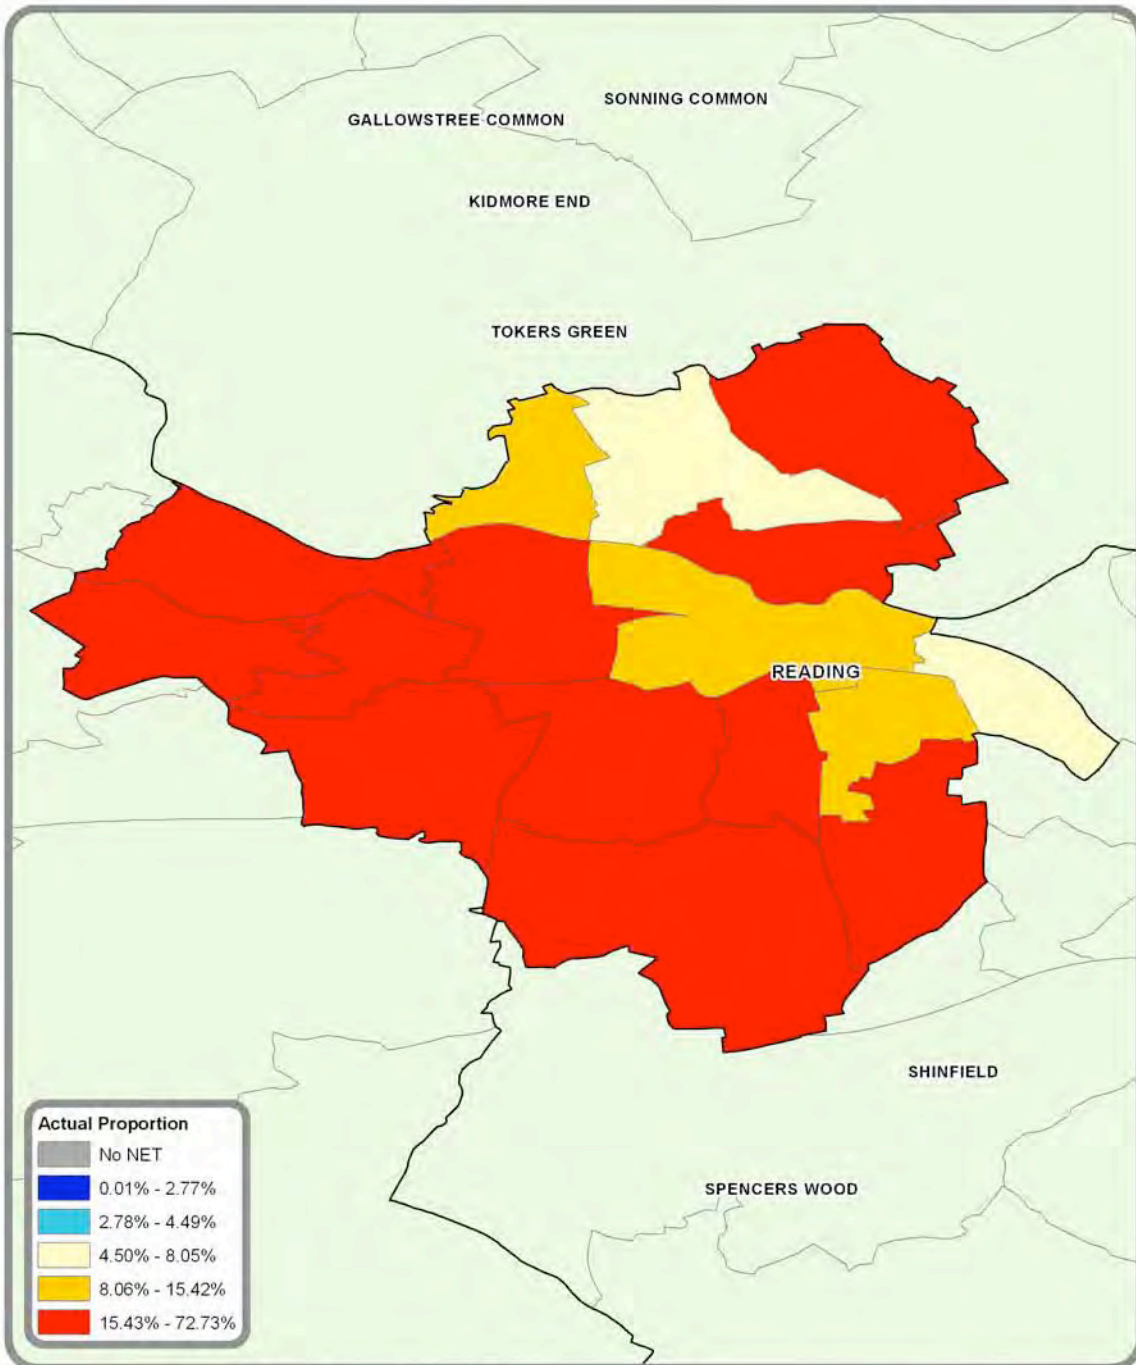 SONNING COMMON
GALLOWSTREE COMMON
KIDMORE END
TOKERS GREEN
READING
SHINFIELD
SPENCERS WOOD
Actual Proportion
No NET
0.01% - 2.77%
2.78% - 4.49%
4.50% - 8.05%
8.06% - 15.42%
15.43% - 72.73%